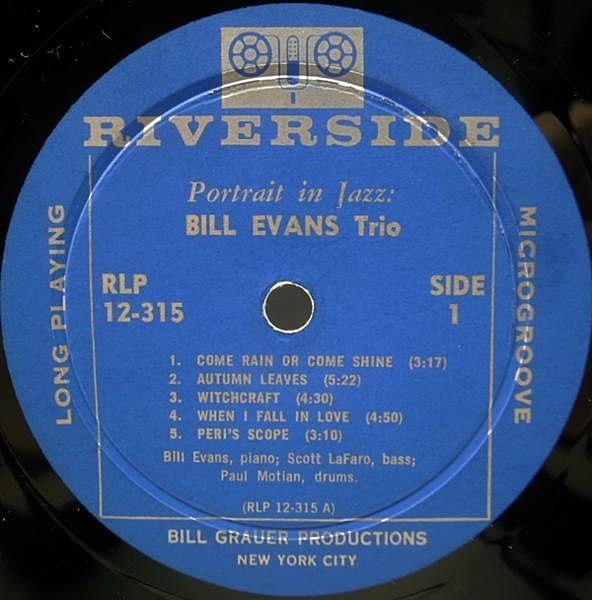 RIVERSIDE
Portrait in Jazz:
BILL EVANS Trio
LONG PLAYING
RLP
12-315
SIDE
1
MICROGROOVE
1. COME RAIN OR COME SHINE (3:17)
2. AUTUMN LEAVES (5:22)
3. WITCHCRAFT (4:30)
4. WHEN I FALL IN LOVE (4:50)
5. PERI'S SCOPE (3:10)
Bill Evans, piano; Scott LaFaro, bass;
Paul Motian, drums.
(RLP 12-315 A)
BILL GRAUER PRODUCTIONS
NEW YORK CITY